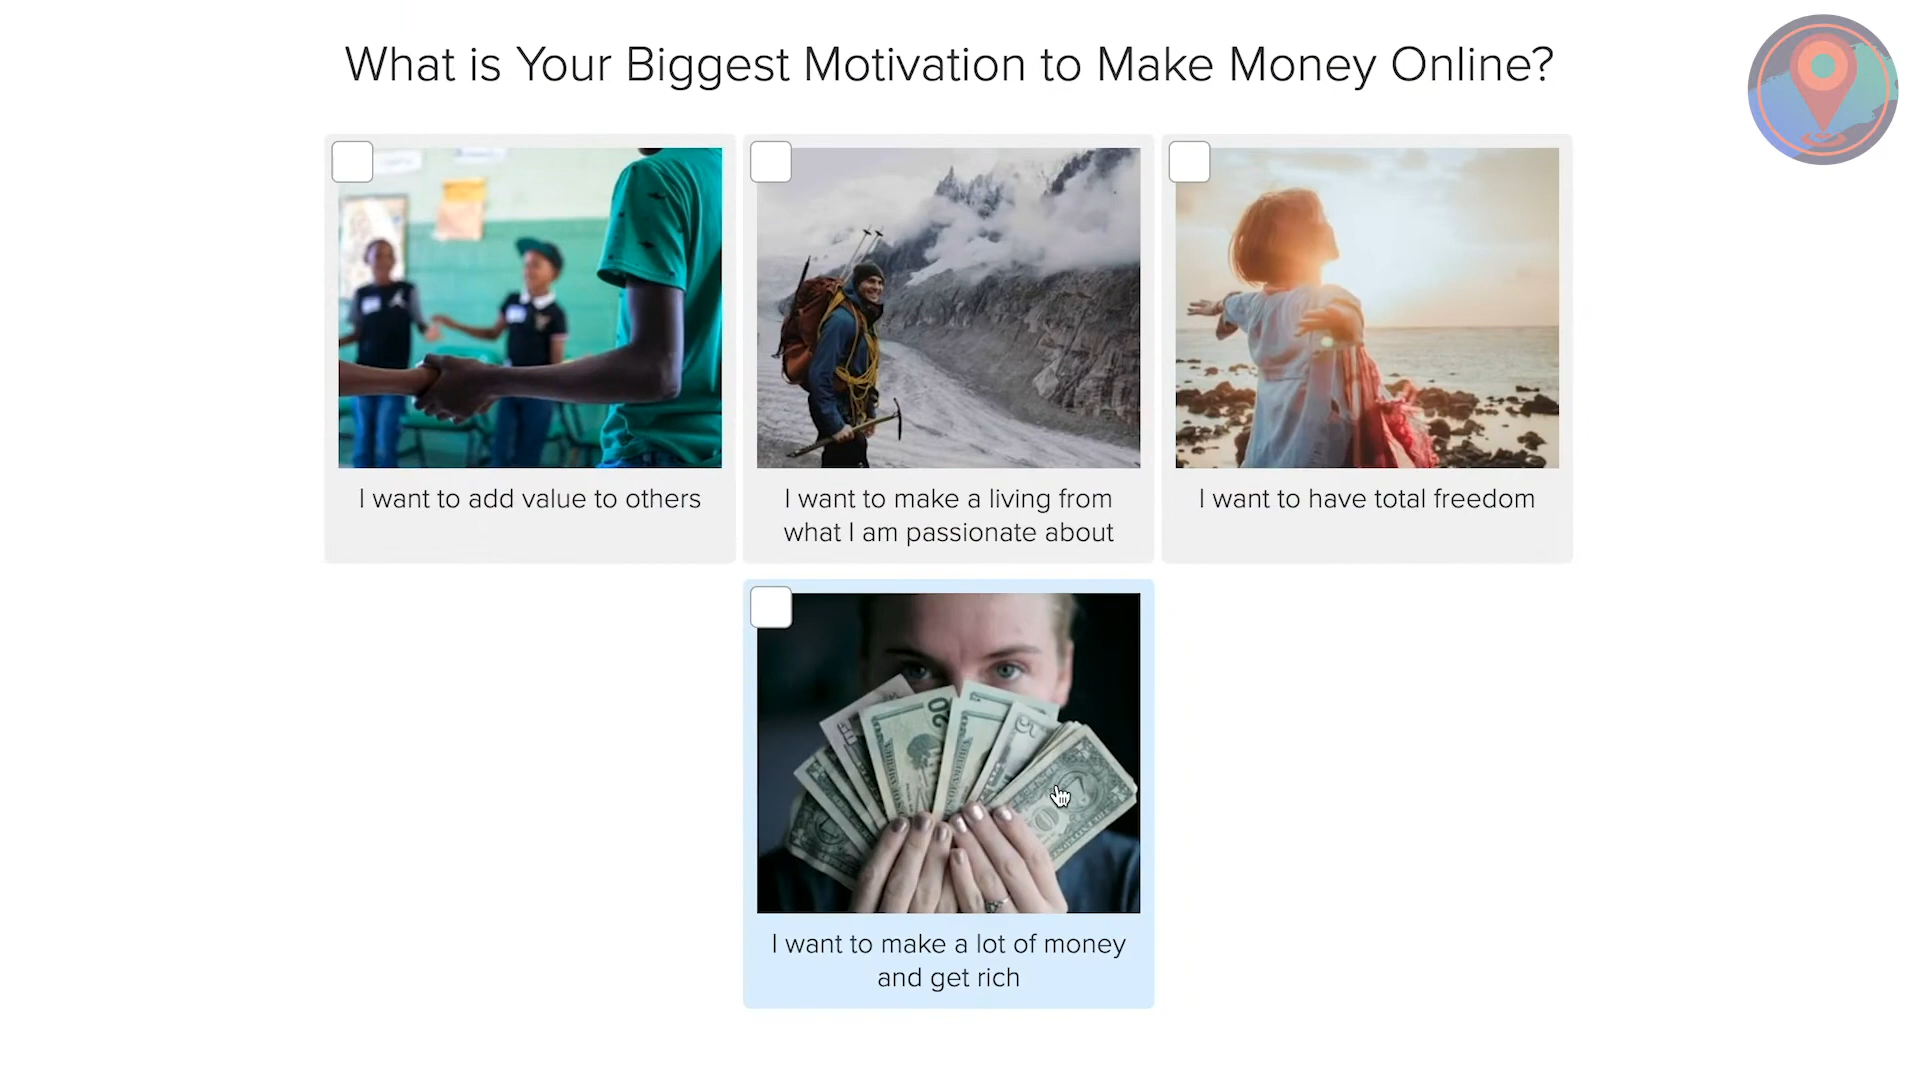 What is Your Biggest Motivation to Make Money Online?
I want to add value to others
I want to make a living from
what I am passionate about
I want to have total freedom
20
I want to make a lot of money
and get rich